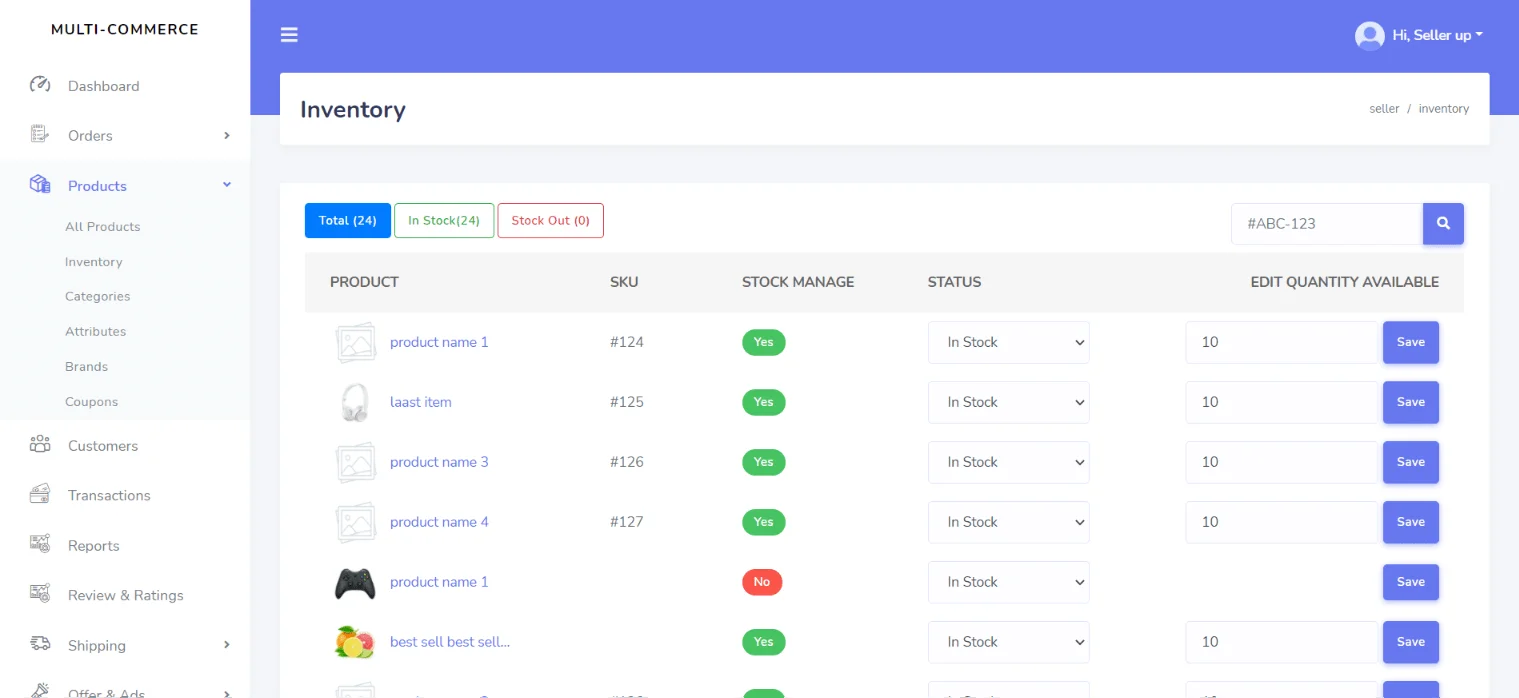 MULTI-COMMERCE
Hi, Seller up
Dashboard
Orders
Products
All Products
Inventory
Categories
Attributes
Brands
Coupons
Customers
Transactions
Reports
Review & Ratings
Shipping
Offer & Ads
Inventory
seller / inventory
Total (24) In Stock(24) Stock Out (0)
#ABC-123
PRODUCT SKU STOCK MANAGE STATUS EDIT QUANTITY AVAILABLE
product name 1 #124 Yes In Stock 10 Save
laast item #125 Yes In Stock 10 Save
product name 3 #126 Yes In Stock 10 Save
product name 4 #127 Yes In Stock 10 Save
product name 1 No In Stock Save
best sell best sell... Yes In Stock 10 Save